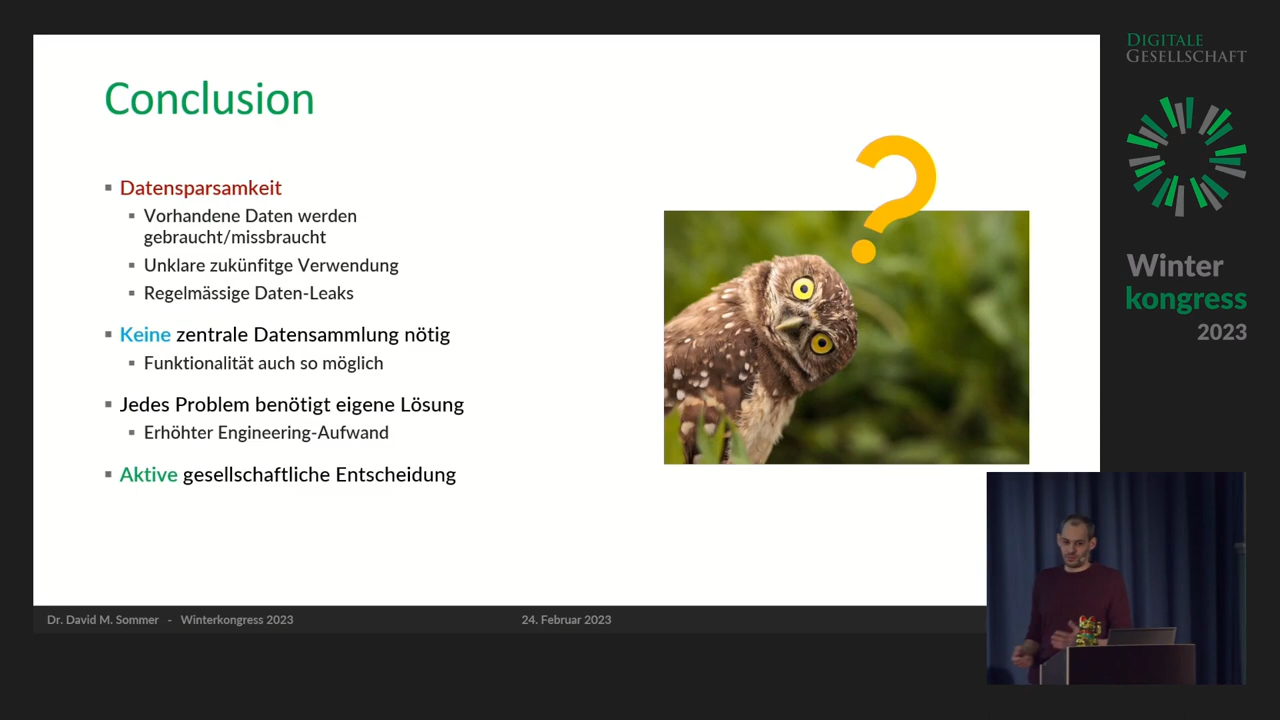 Conclusion
Datensparsamkeit
Vorhandene Daten werden
gebraucht/missbraucht
Unklare zukünfitge Verwendung
Regelmässige Daten-Leaks
Keine zentrale Datensammlung nötig
Funktionalität auch so möglich
Jedes Problem benötigt eigene Lösung
Erhöhter Engineering-Aufwand
Aktive gesellschaftliche Entscheidung
?
Dr. David M. Sommer - Winterkongress 2023
24. Februar 2023
DIGITALE
GESELLSCHAFT
Winter
kongress
2023